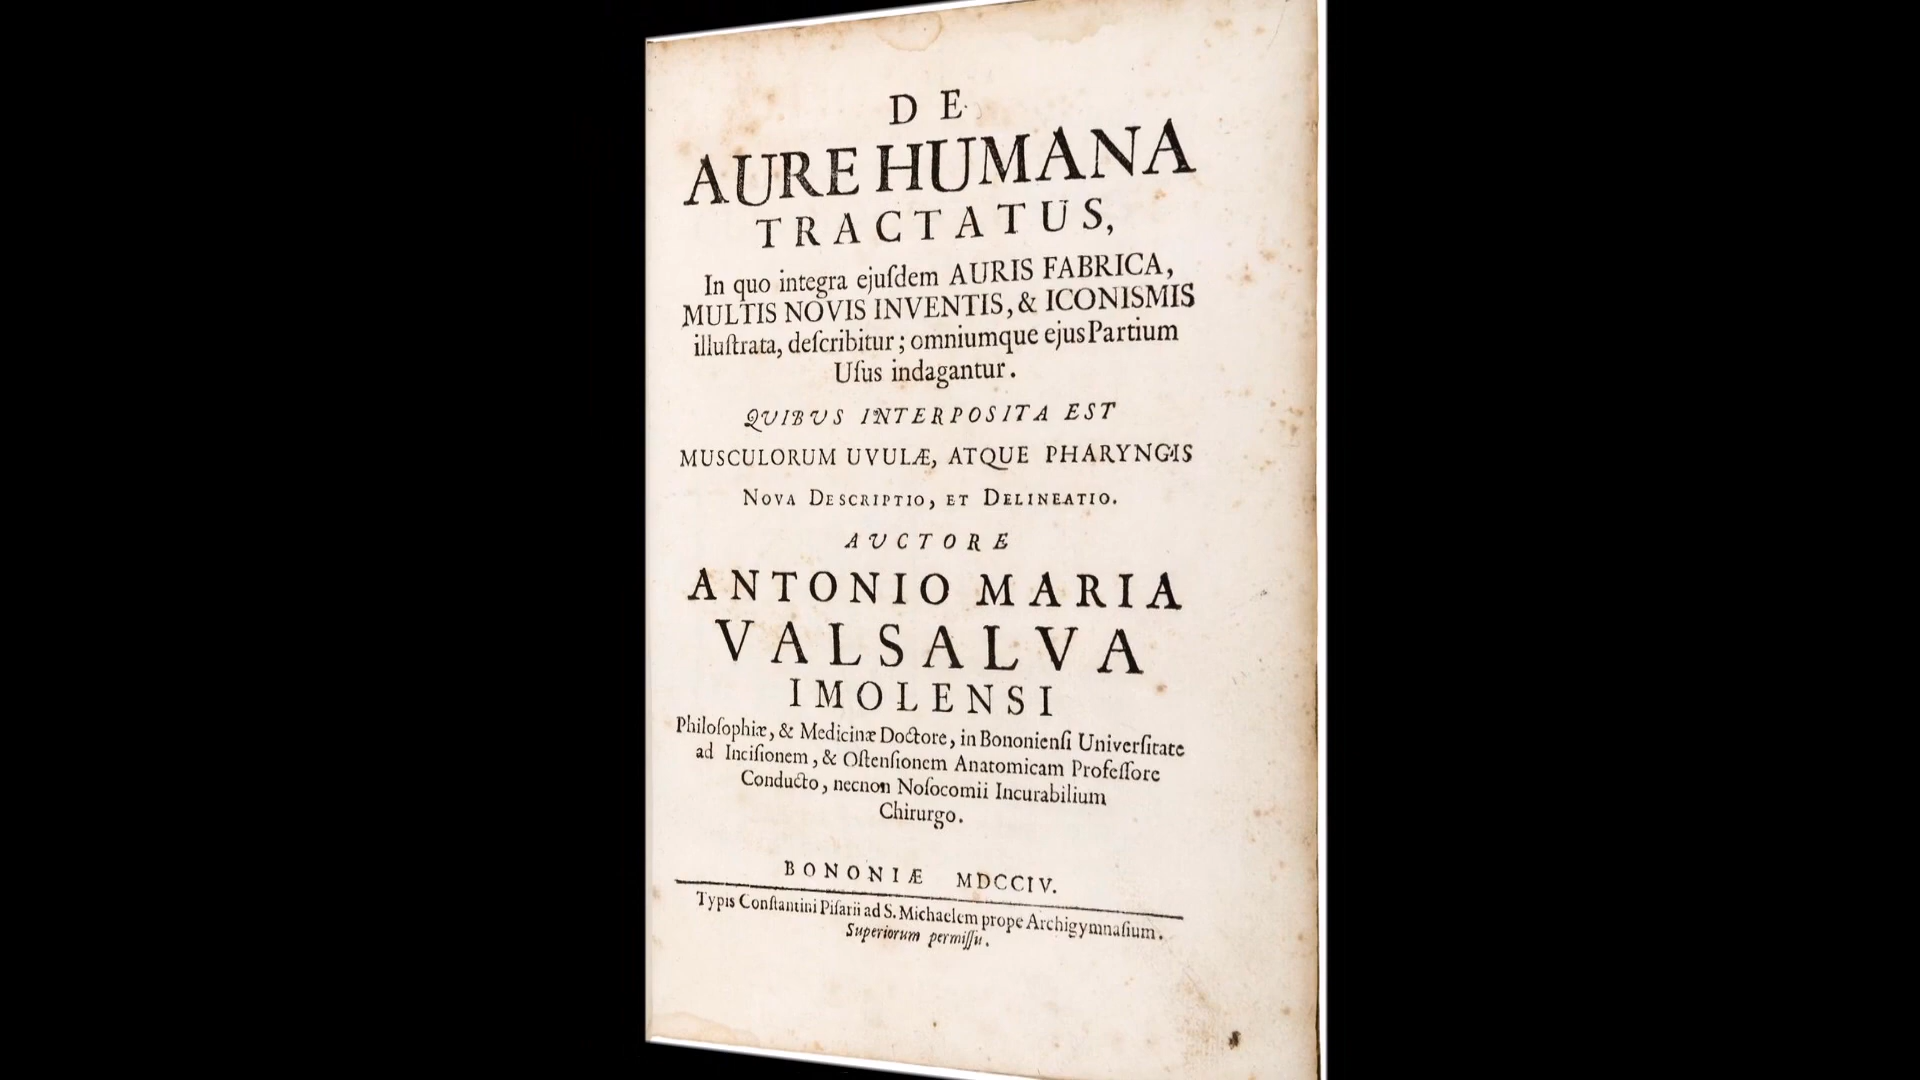 DE
AURE HUMANA
TRACTATUS,
In quo integra ejuſdem AURIS FABRICA,
MULTIS NOVIS INVENTIS, & ICONISMIS
illuſtrata, deſcribitur; omniumque ejus Partium
Uſus indagantur.
QVIBVS INTERPOSITA EST
MUSCULORUM UVULÆ, ATQUE PHARYNGIS
NOVA DESCRIPTIO, ET DELINEATIO.
AVCTORE
ANTONIO MARIA
VALSALVA
IMOLENSI
Philoſophiæ, & Medicinæ Doctore, in Bononienſi Univerſitate
ad Inciſionem, & Oſtenſionem Anatomicam Profeſſore
Conducto, necnon Noſocomii Incurabilium
Chirurgo.
BONONIÆ MDCCIV.
Typis Conſtantini Piſarii ad S. Michaelem prope Archigymnaſium.
Superiorum permiſſu.